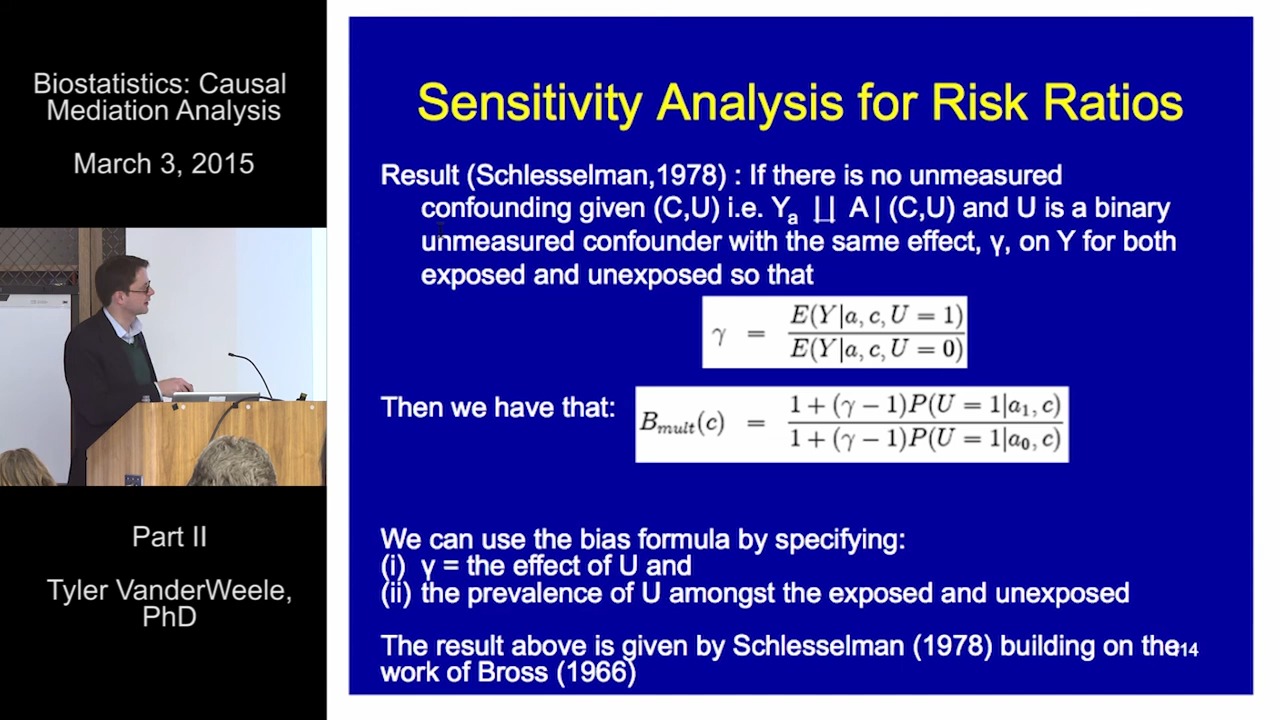 Biostatistics: Causal
Mediation Analysis
March 3, 2015
Part II
Tyler VanderWeele,
PhD
Sensitivity Analysis for Risk Ratios
Result (Schlesselman,1978) : If there is no unmeasured
confounding given (C,U) i.e. Yₐ ∐ A | (C,U) and U is a binary
unmeasured confounder with the same effect, γ, on Y for both
exposed and unexposed so that
γ = E(Y|a, c, U = 1) / E(Y|a, c, U = 0)
Then we have that: B_mult(c) = 1 + (γ − 1)P(U = 1|a₁, c) / 1 + (γ − 1)P(U = 1|a₀, c)
We can use the bias formula by specifying:
(i) γ = the effect of U and
(ii) the prevalence of U amongst the exposed and unexposed
The result above is given by Schlesselman (1978) building on the
work of Bross (1966)